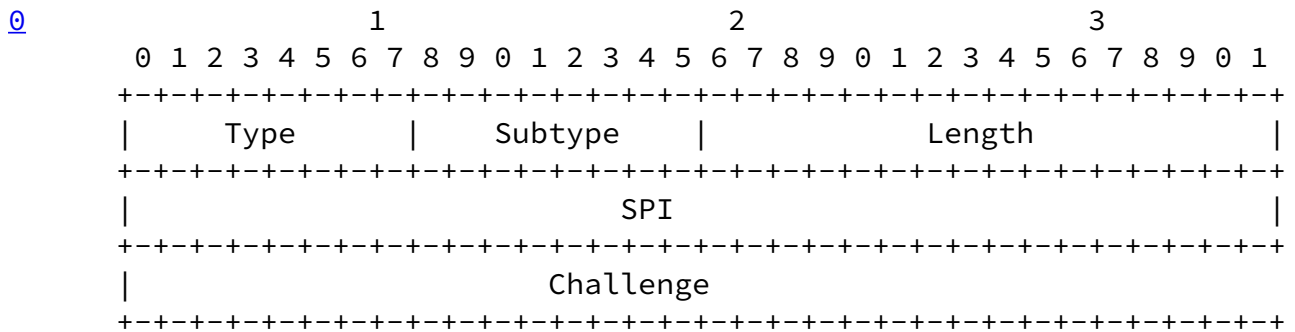 0                   1                   2                   3
 0 1 2 3 4 5 6 7 8 9 0 1 2 3 4 5 6 7 8 9 0 1 2 3 4 5 6 7 8 9 0 1
+-+-+-+-+-+-+-+-+-+-+-+-+-+-+-+-+-+-+-+-+-+-+-+-+-+-+-+-+-+-+-+-+
|     Type      |    Subtype    |            Length             |
+-+-+-+-+-+-+-+-+-+-+-+-+-+-+-+-+-+-+-+-+-+-+-+-+-+-+-+-+-+-+-+-+
|                           SPI                                 |
+-+-+-+-+-+-+-+-+-+-+-+-+-+-+-+-+-+-+-+-+-+-+-+-+-+-+-+-+-+-+-+-+
|                       Challenge
+-+-+-+-+-+-+-+-+-+-+-+-+-+-+-+-+-+-+-+-+-+-+-+-+-+-+-+-+-+-+-+-+